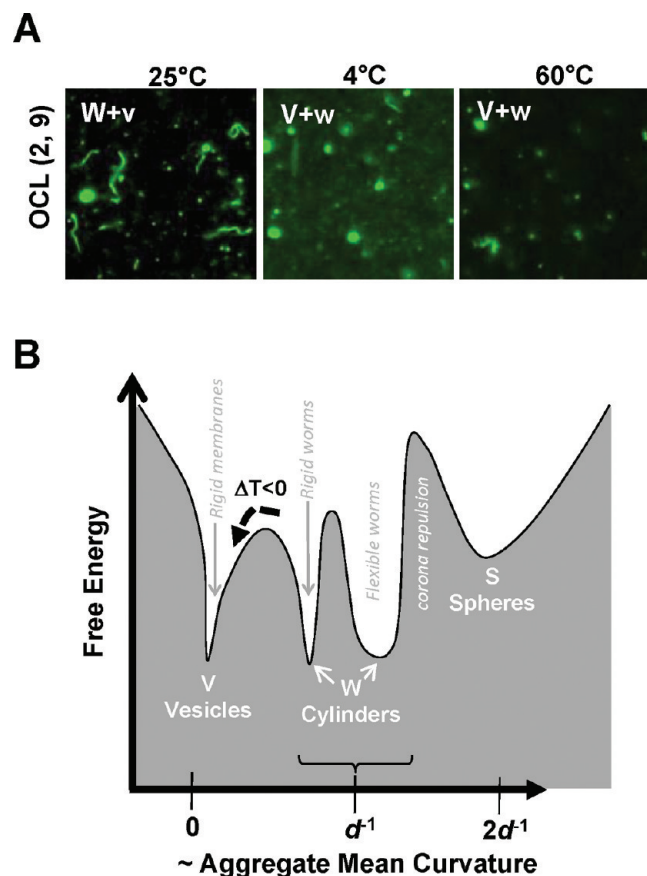 A
25°C 4°C 60°C
OCL (2, 9)
W+v V+w V+w
B
Free Energy
Rigid membranes
ΔT<0
Rigid worms
Flexible worms
corona repulsion
V
Vesicles
W
Cylinders
S
Spheres
0 d⁻¹ 2d⁻¹
~ Aggregate Mean Curvature